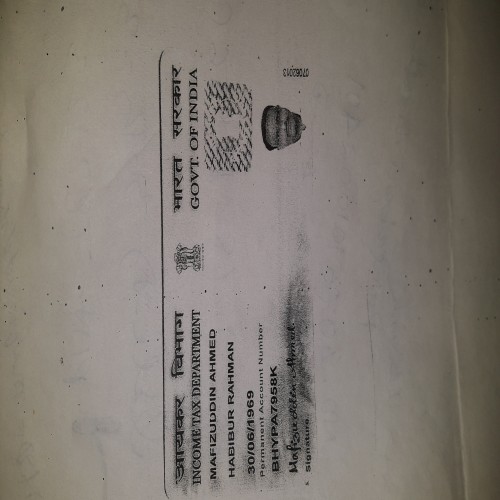 आयकर विभाग भारत सरकार
INCOME TAX DEPARTMENT GOVT. OF INDIA
MAFIZUDDIN AHMED
HABIBUR RAHMAN
30/06/1969
Permanent Account Number
BHYPA7958K
Mafizuddin Ahmed
Signature
07062013